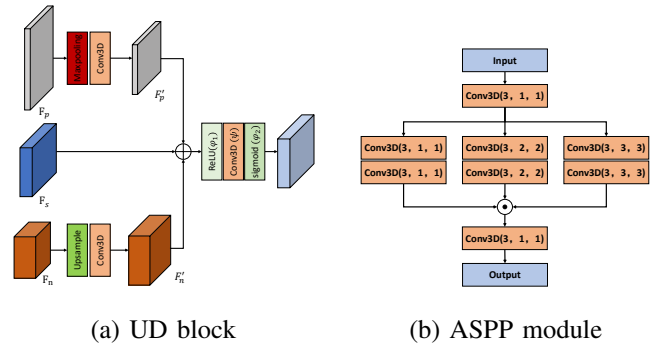 Maxpooling
Conv3D
F_p
F'_p
F_s
ReLU(φ₁)
Conv3D (ψ)
sigmoid (φ₂)
Upsample
Conv3D
F_n
F'_n
(a) UD block
Input
Conv3D(3, 1, 1)
Conv3D(3, 1, 1) Conv3D(3, 2, 2) Conv3D(3, 3, 3)
Conv3D(3, 1, 1) Conv3D(3, 2, 2) Conv3D(3, 3, 3)
Conv3D(3, 1, 1)
Output
(b) ASPP module